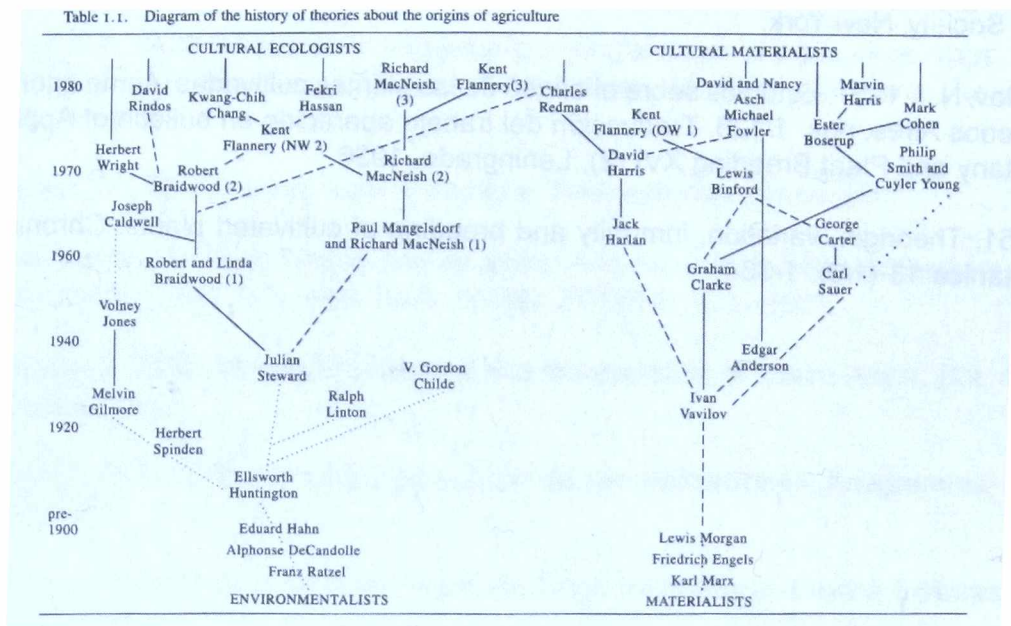 Table 1.1. Diagram of the history of theories about the origins of agriculture
CULTURAL ECOLOGISTS
CULTURAL MATERIALISTS
1980
David
Rindos
Kwang-Chih
Chang.
Fekri
Hassan
Richard
MacNeish
(3)
Kent
Flannery(3)
Charles
Redman
David and Nancy
Asch
Marvin
Harris
Mark
Cohen
Kent
Flannery (NW 2)
Kent
Flannery (OW 1)
Michael
Fowler
Ester
Boserup
1970
Herbert
Wright
Robert
Braidwood (2)
Richard
MacNeish (2)
David
Harris
Lewis
Binford
Philip
Smith and
Cuyler Young
Joseph
Caldwell
Paul Mangelsdorf
and Richard MacNeish (1)
Jack
Harlan
George
Carter
1960
Robert and Linda
Braidwood (1)
Graham
Clarke
Carl
Sauer
Volney
Jones
1940
Julian
Steward
V. Gordon
Childe
Edgar
Anderson
Melvin
Gilmore
Ralph
Linton
Ivan
Vavilov
1920
Herbert
Spinden
Ellsworth
Huntington
pre-
1900
Eduard Hahn
Alphonse DeCandolle
Franz Ratzel
Lewis Morgan
Friedrich Engels
Karl Marx
ENVIRONMENTALISTS
MATERIALISTS